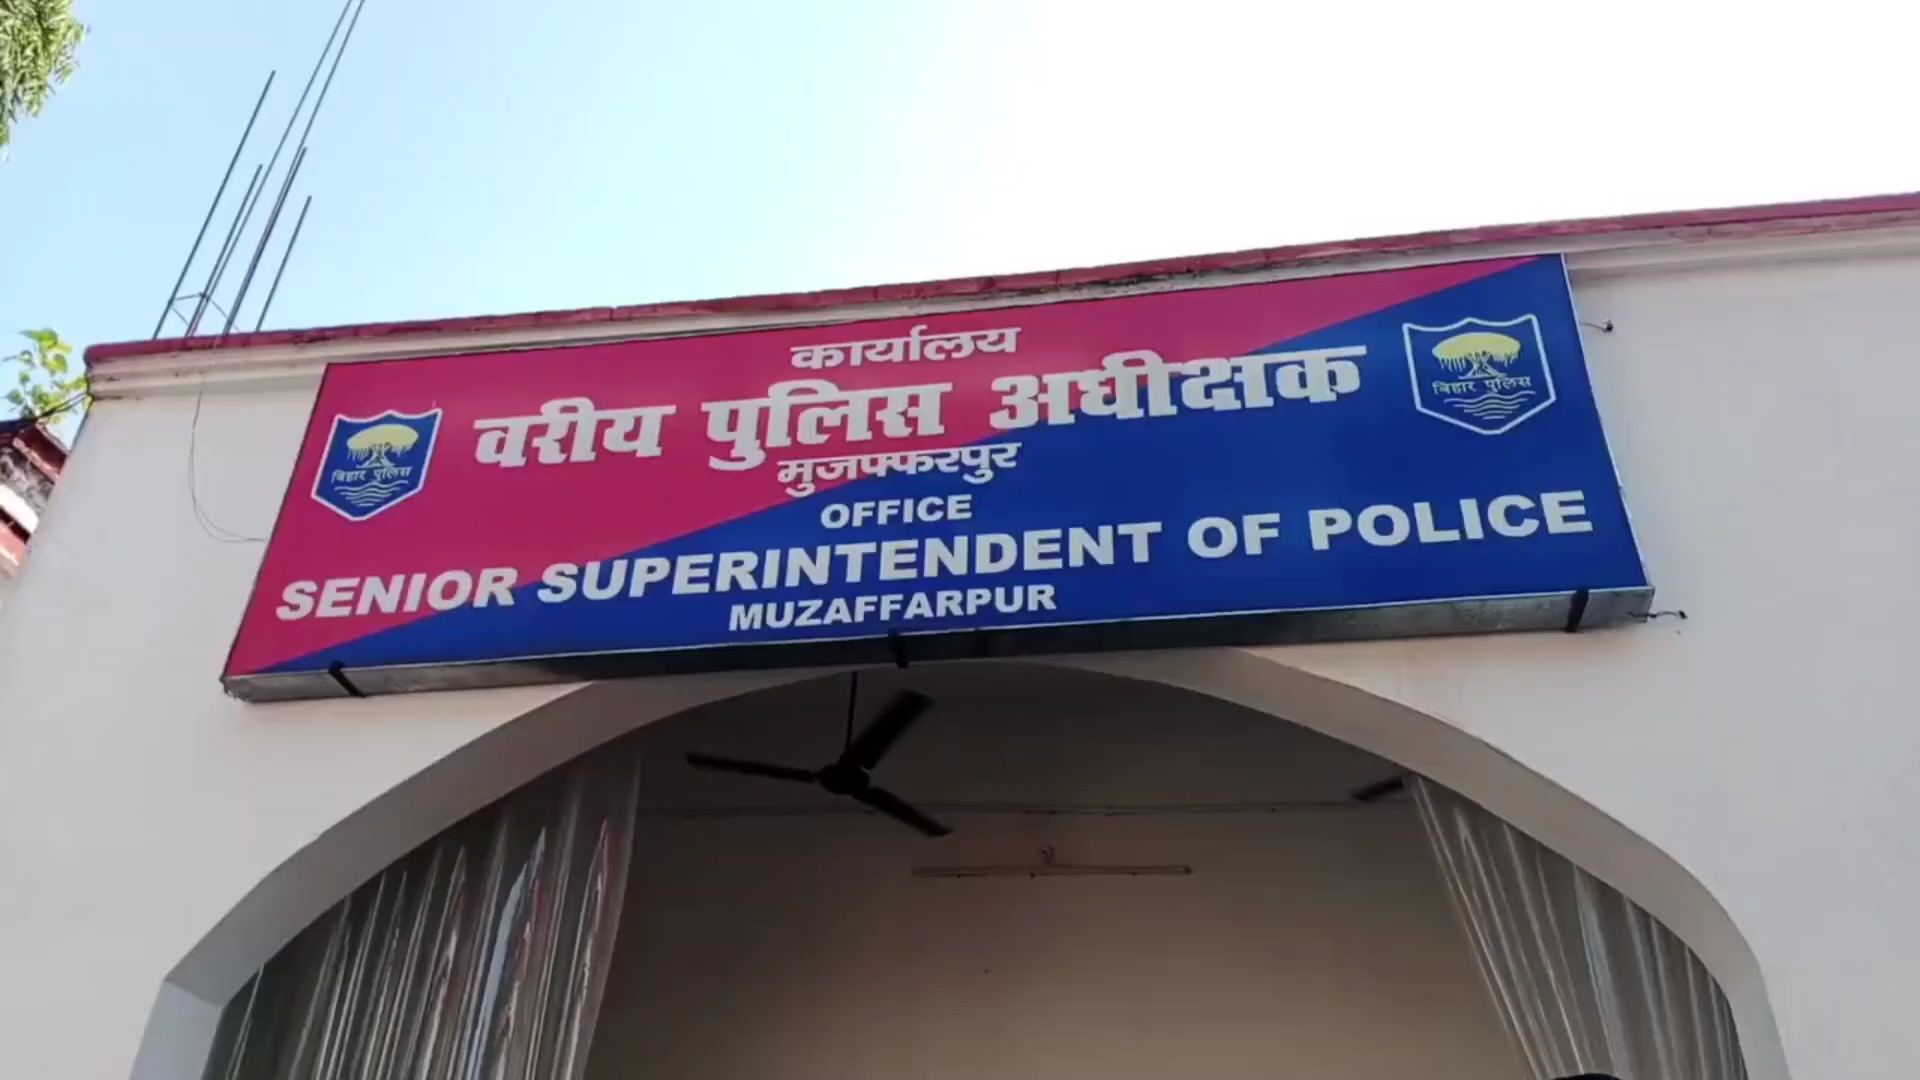 कार्यालय
वरीय पुलिस अधीक्षक
मुजफ्फरपुर
OFFICE
SENIOR SUPERINTENDENT OF POLICE
MUZAFFARPUR
बिहार पुलिस
बिहार पुलिस